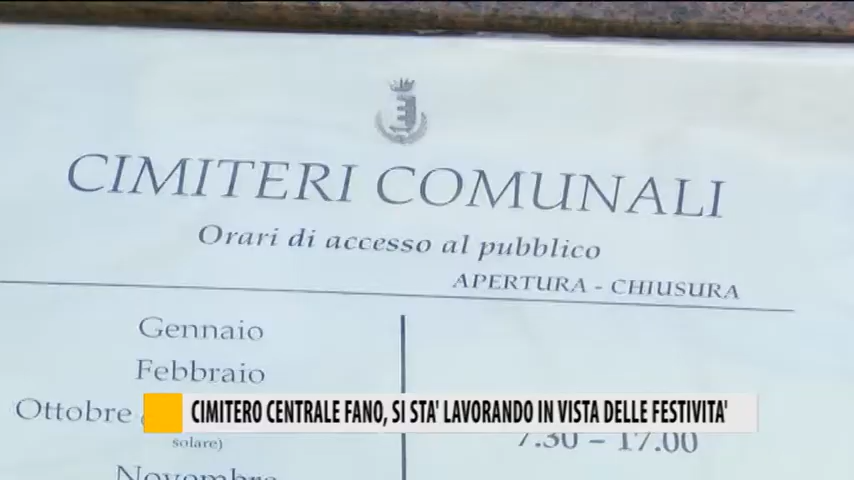 CIMITERI COMUNALI
Orari di accesso al pubblico
APERTURA - CHIUSURA
Gennaio
Febbraio
Ottobre
solare)
7.30 – 17.00
Novembre
CIMITERO CENTRALE FANO, SI STA' LAVORANDO IN VISTA DELLE FESTIVITA'